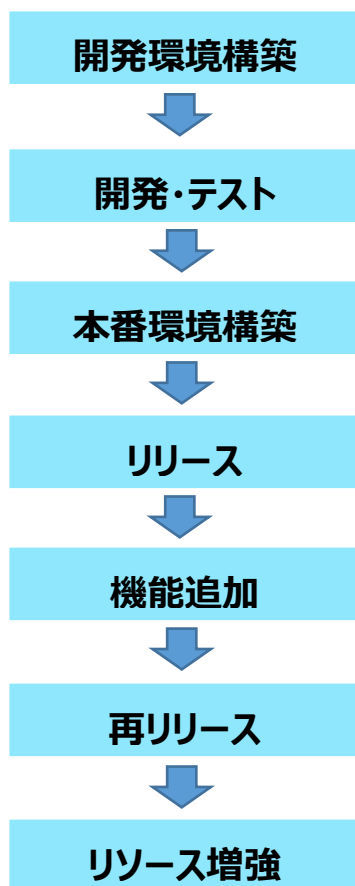 開発環境構築
開発・テスト
本番環境構築
リリース
機能追加
再リリース
リソース増強